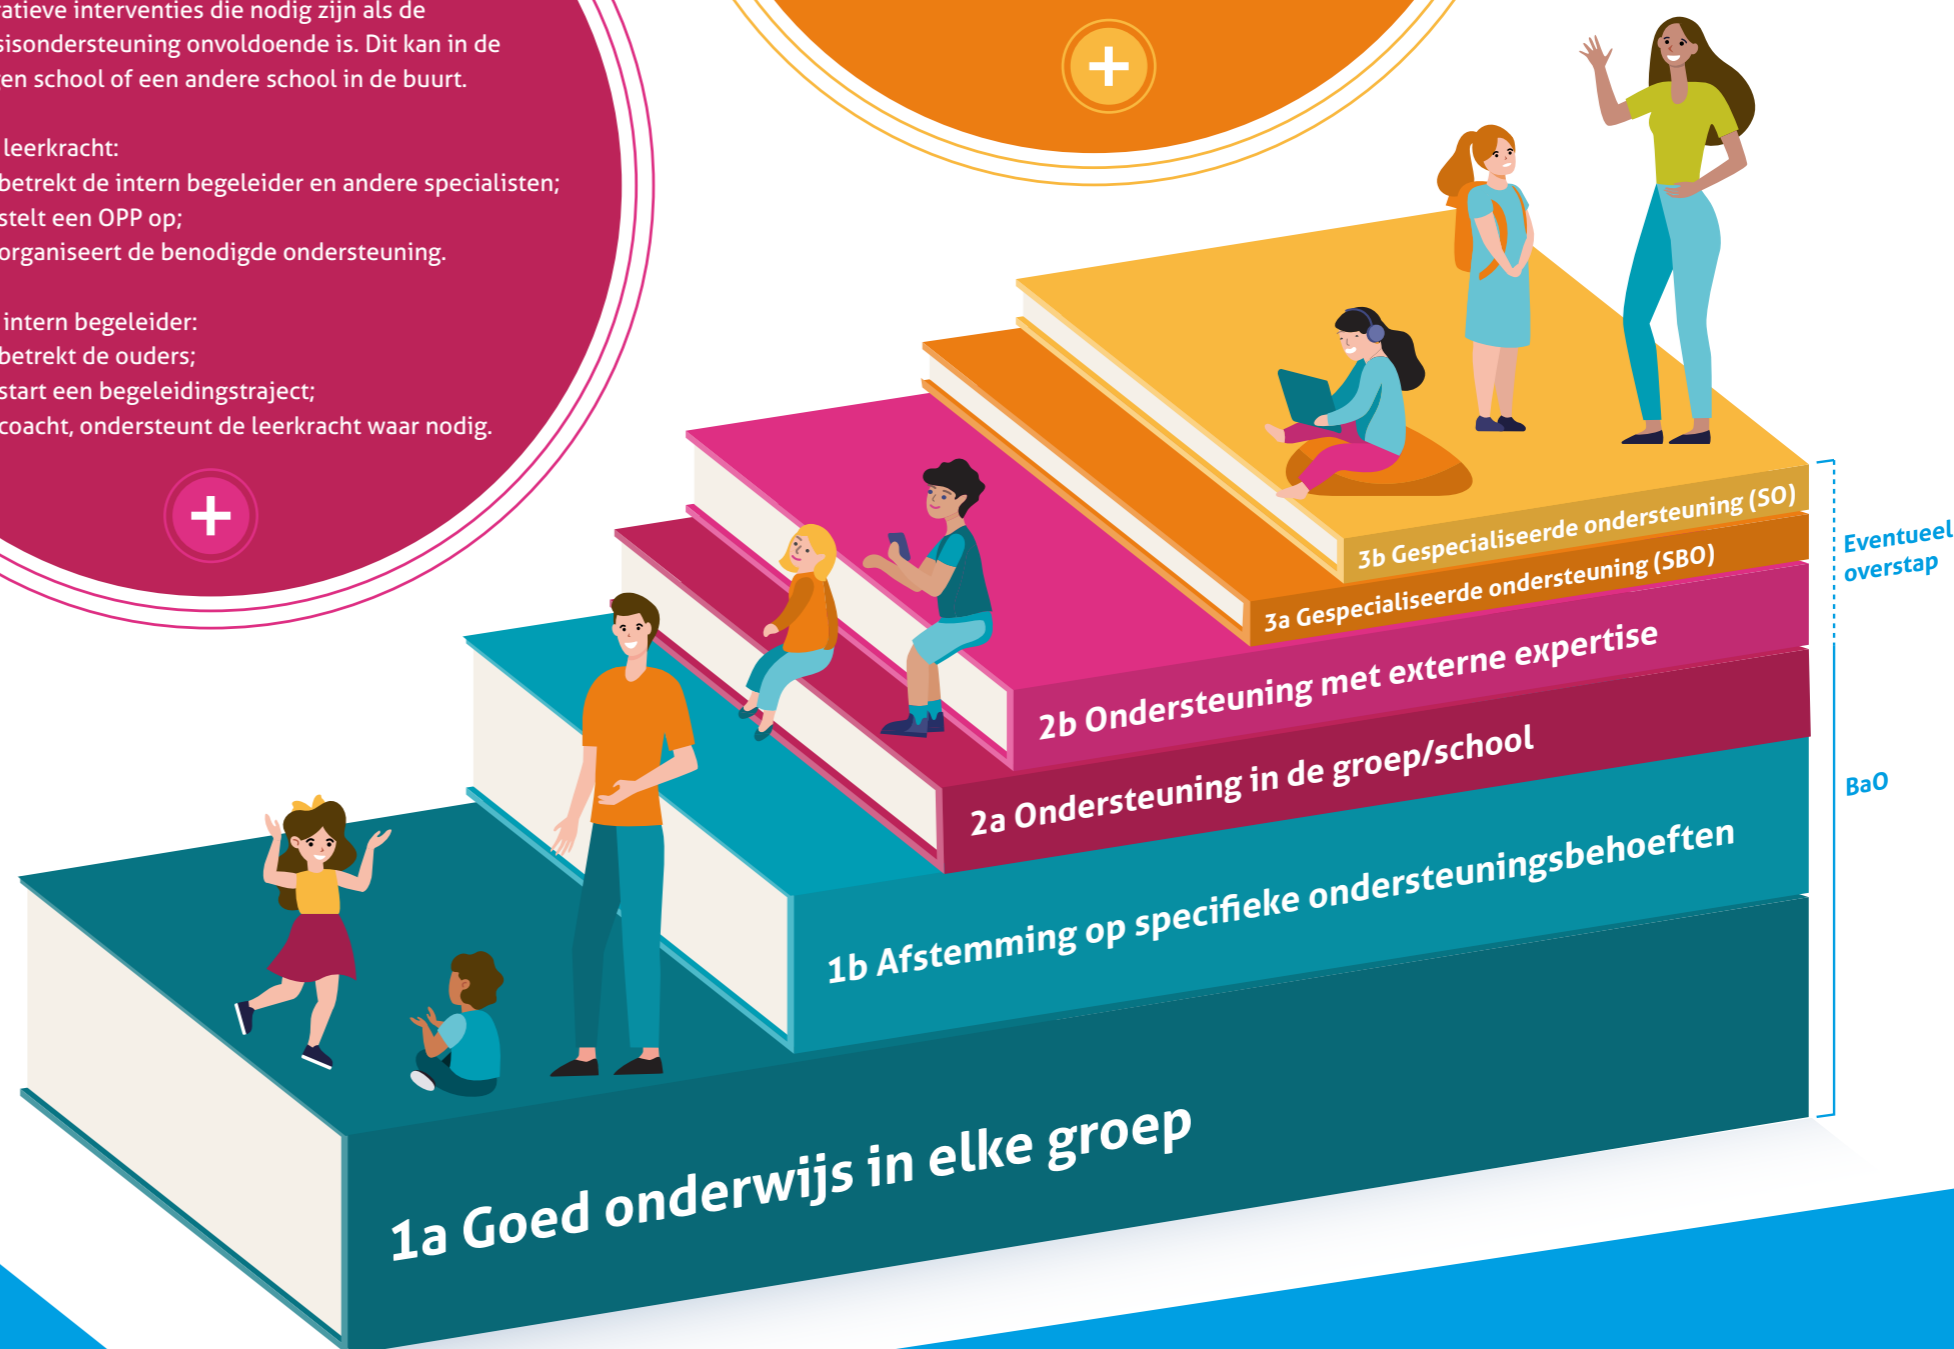 atieve interventies die nodig zijn als de
sisondersteuning onvoldoende is. Dit kan in de
gen school of een andere school in de buurt.
leerkracht:
betrekt de intern begeleider en andere specialisten;
stelt een OPP op;
organiseert de benodigde ondersteuning.
intern begeleider:
betrekt de ouders;
start een begeleidingstraject;
coacht, ondersteunt de leerkracht waar nodig.
+
+
3b Gespecialiseerde ondersteuning (SO)
3a Gespecialiseerde ondersteuning (SBO)
2b Ondersteuning met externe expertise
2a Ondersteuning in de groep/school
1b Afstemming op specifieke ondersteuningsbehoeften
1a Goed onderwijs in elke groep
Eventueel
overstap
BaO